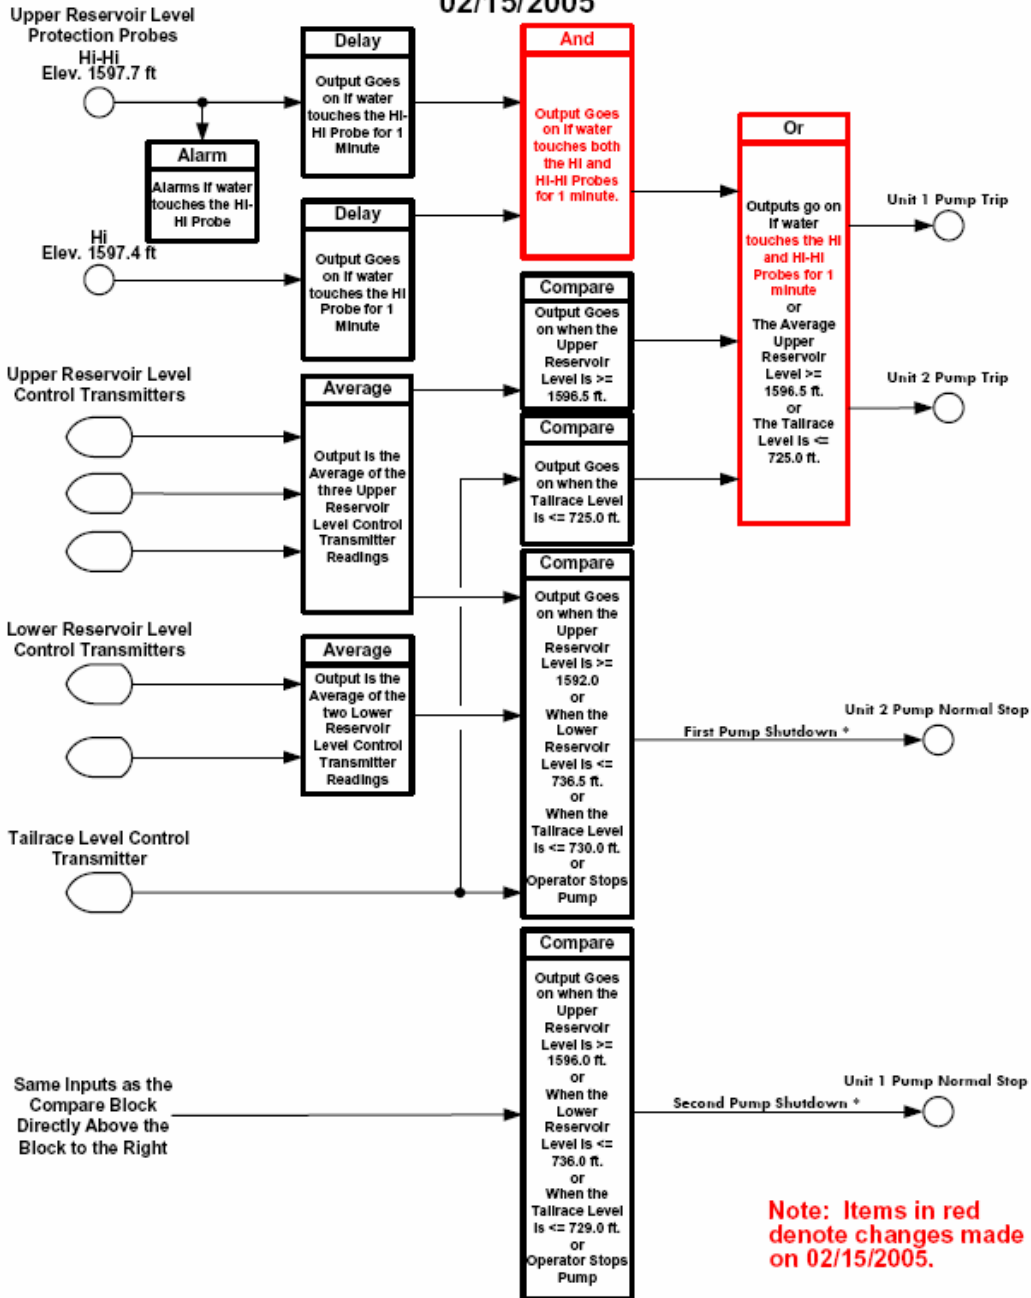 02/15/2005
Upper Reservoir Level
Protection Probes
Hi-Hi
Elev. 1597.7 ft
Delay
Output Goes
on if water
touches the Hi-
Hi Probe for 1
Minute
Alarm
Alarms if water
touches the Hi-
Hi Probe
Hi
Elev. 1597.4 ft
Delay
Output Goes
on if water
touches the Hi
Probe for 1
Minute
And
Output Goes
on if water
touches both
the Hi and
Hi-Hi Probes
for 1 minute.
Or
Outputs go on
if water
touches the Hi
and Hi-Hi
Probes for 1
minute
or
The Average
Upper
Reservoir
Level >=
1596.5 ft.
or
The Tailrace
Level is <=
725.0 ft.
Unit 1 Pump Trip
Unit 2 Pump Trip
Compare
Output Goes
on when the
Upper
Reservoir
Level is >=
1596.5 ft.
Compare
Output Goes
on when the
Tailrace Level
is <= 725.0 ft.
Upper Reservoir Level
Control Transmitters
Average
Output is the
Average of the
three Upper
Reservoir
Level Control
Transmitter
Readings
Lower Reservoir Level
Control Transmitters
Average
Output is the
Average of the
two Lower
Reservoir
Level Control
Transmitter
Readings
Compare
Output Goes
on when the
Upper
Reservoir
Level is >=
1592.0
or
When the
Lower
Reservoir
Level is <=
736.5 ft.
or
When the
Tailrace Level
is <= 730.0 ft.
or
Operator Stops
Pump
First Pump Shutdown *
Unit 2 Pump Normal Stop
Tailrace Level Control
Transmitter
Same Inputs as the
Compare Block
Directly Above the
Block to the Right
Compare
Output Goes
on when the
Upper
Reservoir
Level is >=
1596.0 ft.
or
When the
Lower
Reservoir
Level is <=
736.0 ft.
or
When the
Tailrace Level
is <= 729.0 ft.
or
Operator Stops
Pump
Second Pump Shutdown *
Unit 1 Pump Normal Stop
Note: Items in red
denote changes made
on 02/15/2005.